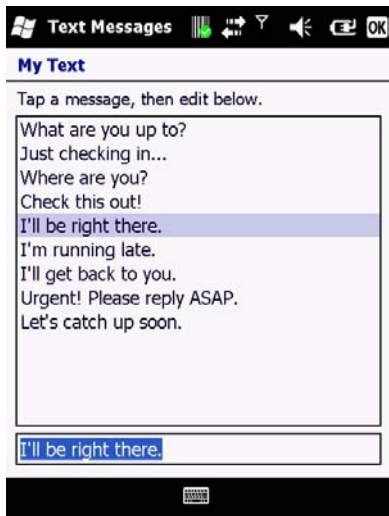 Text Messages OK
My Text
Tap a message, then edit below.
What are you up to?
Just checking in...
Where are you?
Check this out!
I'll be right there.
I'm running late.
I'll get back to you.
Urgent! Please reply ASAP.
Let's catch up soon.
I'll be right there.